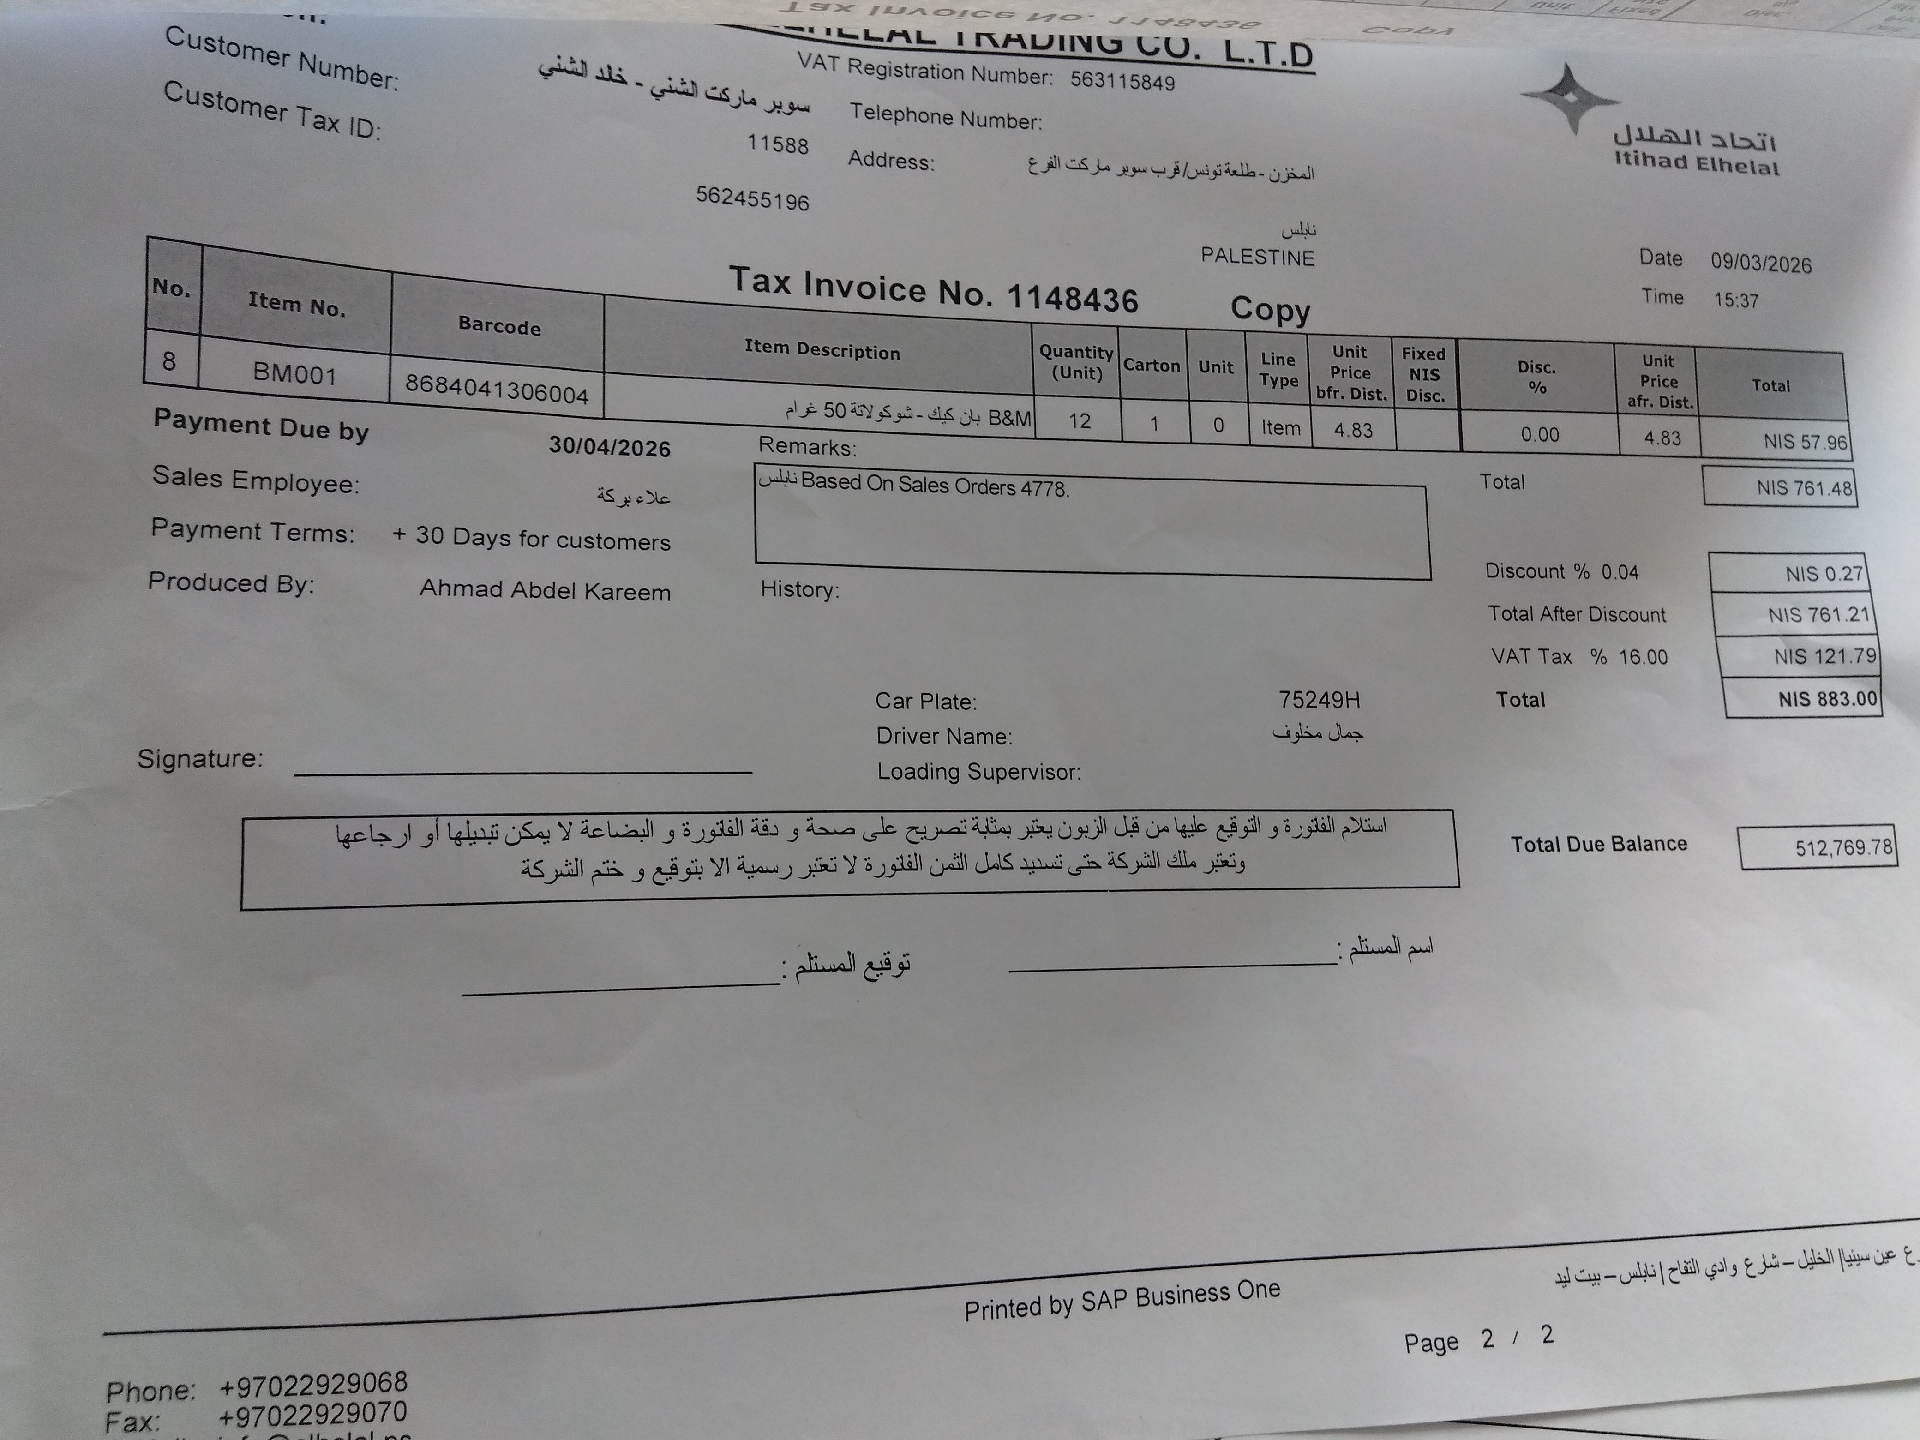 Tax Invoice No. 1148436 Copy
ELHELAL TRADING CO. L.T.D
VAT Registration Number: 563115849
Customer Number:
سوبر ماركت الشني - خالد الشني
Telephone Number:
Customer Tax ID:
11588
Address:
المخزن - طلعة تونس/قرب سوبر ماركت الفرع
562455196
نابلس
PALESTINE
اتحاد الهلال
Itihad Elhelal
Date 09/03/2026
Time 15:37
Tax Invoice No. 1148436 Copy
No. Item No. Barcode Item Description Quantity (Unit) Carton Unit Line Type Unit Price bfr. Dist. Fixed NIS Disc. Disc. % Unit Price afr. Dist. Total
8 BM001 8684041306004 B&M بان كيك - شوكولاتة 50 غرام 12 1 0 Item 4.83 0.00 4.83 NIS 57.96
Payment Due by 30/04/2026
Sales Employee: علاء بركة
Payment Terms: + 30 Days for customers
Produced By: Ahmad Abdel Kareem
Remarks:
نابلس Based On Sales Orders 4778.
History:
Total NIS 761.48
Discount % 0.04 NIS 0.27
Total After Discount NIS 761.21
VAT Tax % 16.00 NIS 121.79
Total NIS 883.00
Car Plate: 75249H
Driver Name: جمال مخلوف
Loading Supervisor:
Signature:
استلام الفاتورة و التوقيع عليها من قبل الزبون يعتبر بمثابة تصريح على صحة و دقة الفاتورة و البضاعة لا يمكن تبديلها أو ارجاعها
وتعتبر ملك الشركة حتى تسديد كامل الثمن الفاتورة لا تعتبر رسمية الا بتوقيع و ختم الشركة
Total Due Balance 512,769.78
اسم المستلم :
توقيع المستلم :
عين سينيا| الخليل – شارع وادي التفاح | نابلس – بيت ليد
Printed by SAP Business One
Page 2 / 2
Phone: +97022929068
Fax: +97022929070